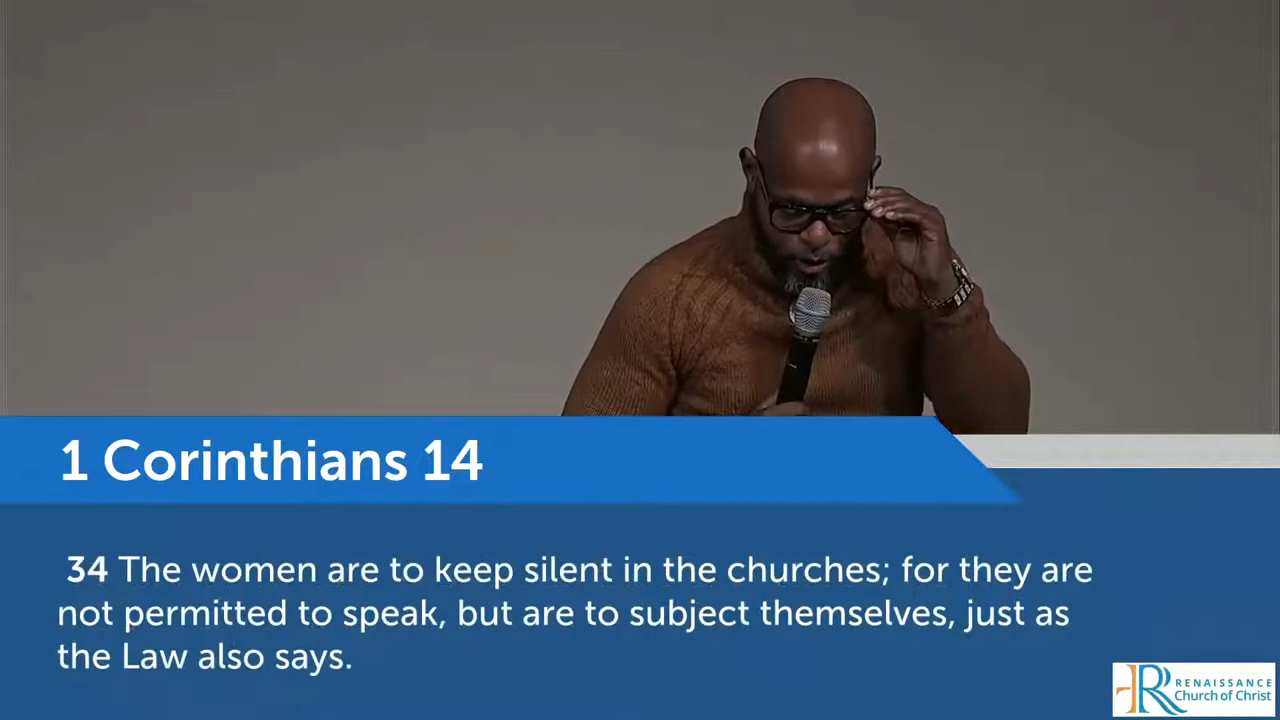 1 Corinthians 14
34 The women are to keep silent in the churches; for they are
not permitted to speak, but are to subject themselves, just as
the Law also says.
RENAISSANCE
Church of Christ